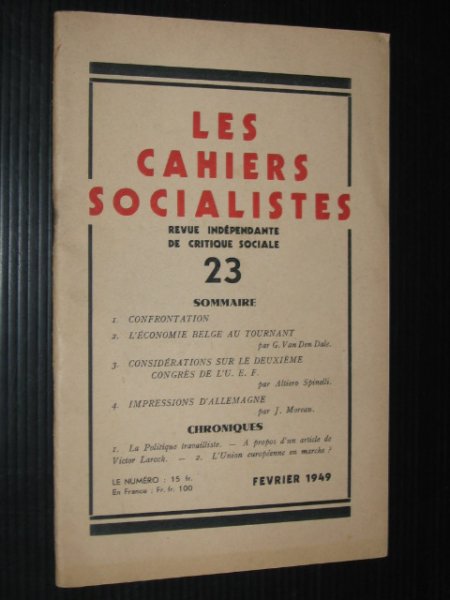 LES
CAHIERS
SOCIALISTES
REVUE INDÉPENDANTE
DE CRITIQUE SOCIALE
23
SOMMAIRE
1. CONFRONTATION
2. L'ÉCONOMIE BELGE AU TOURNANT
par G. Van Den Dale.
3. CONSIDÉRATIONS SUR LE DEUXIÈME
CONGRÈS DE L'U. E. F.
par Altiero Spinelli.
4. IMPRESSIONS D'ALLEMAGNE
par J. Moreau.
CHRONIQUES
1. La Politique travailliste. — A propos d'un article de
Victor Larock. — 2. L'Union européenne en marche ?
LE NUMÉRO : 15 fr.
En France : Fr. fr. 100
FEVRIER 1949